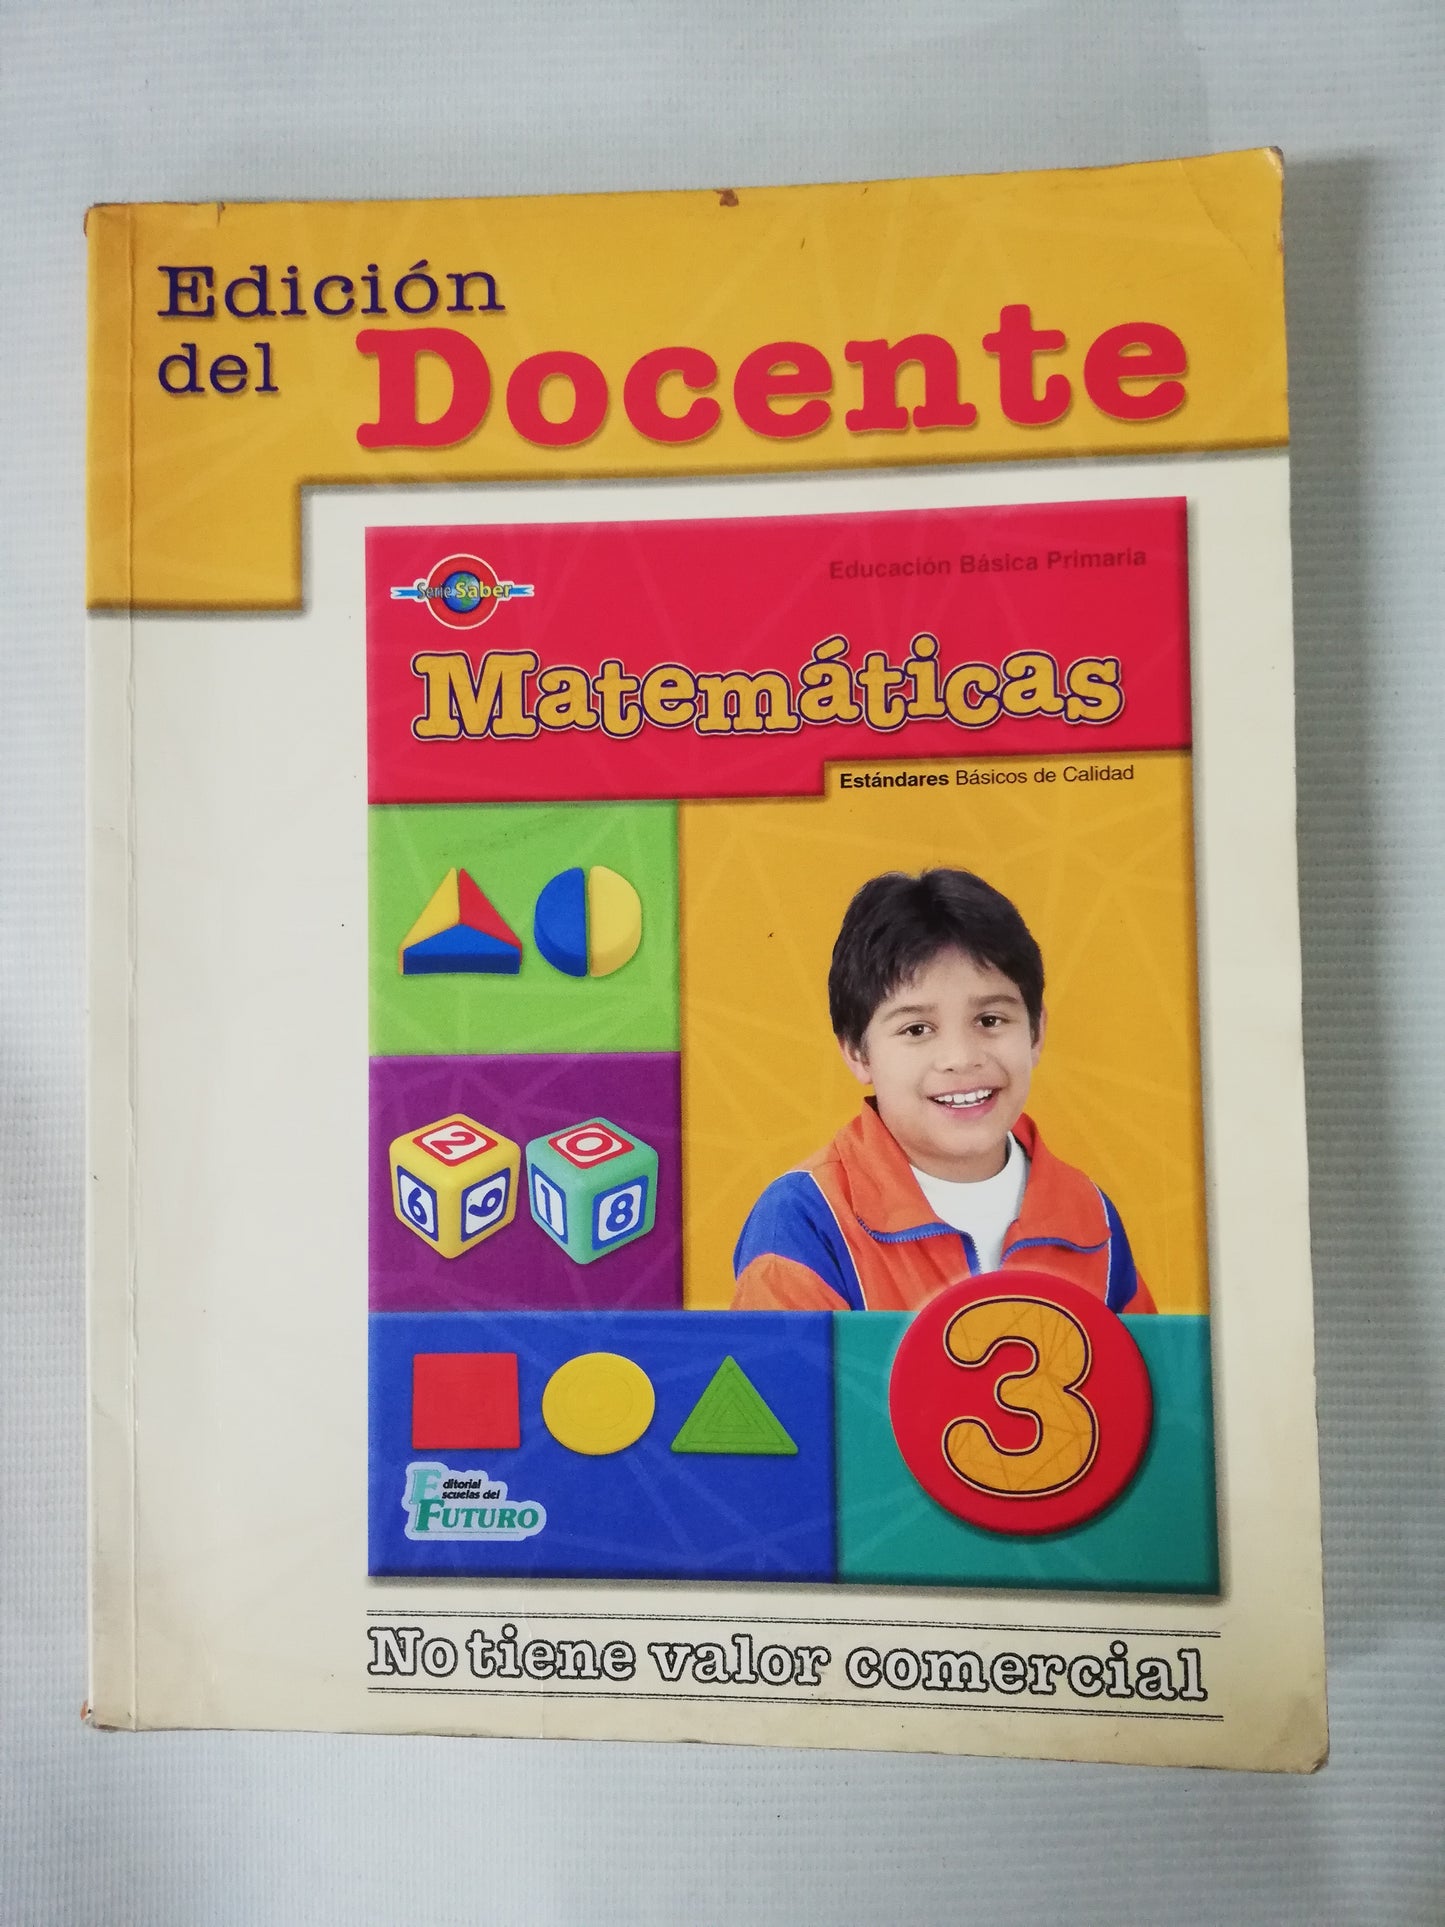 Edición
del Docente
Educación Básica Primaria
Serie Saber
Matemáticas
Estándares Básicos de Calidad
2
6 9
0
1 8
3
Editorial
Escuelas del
FUTURO
No tiene valor comercial